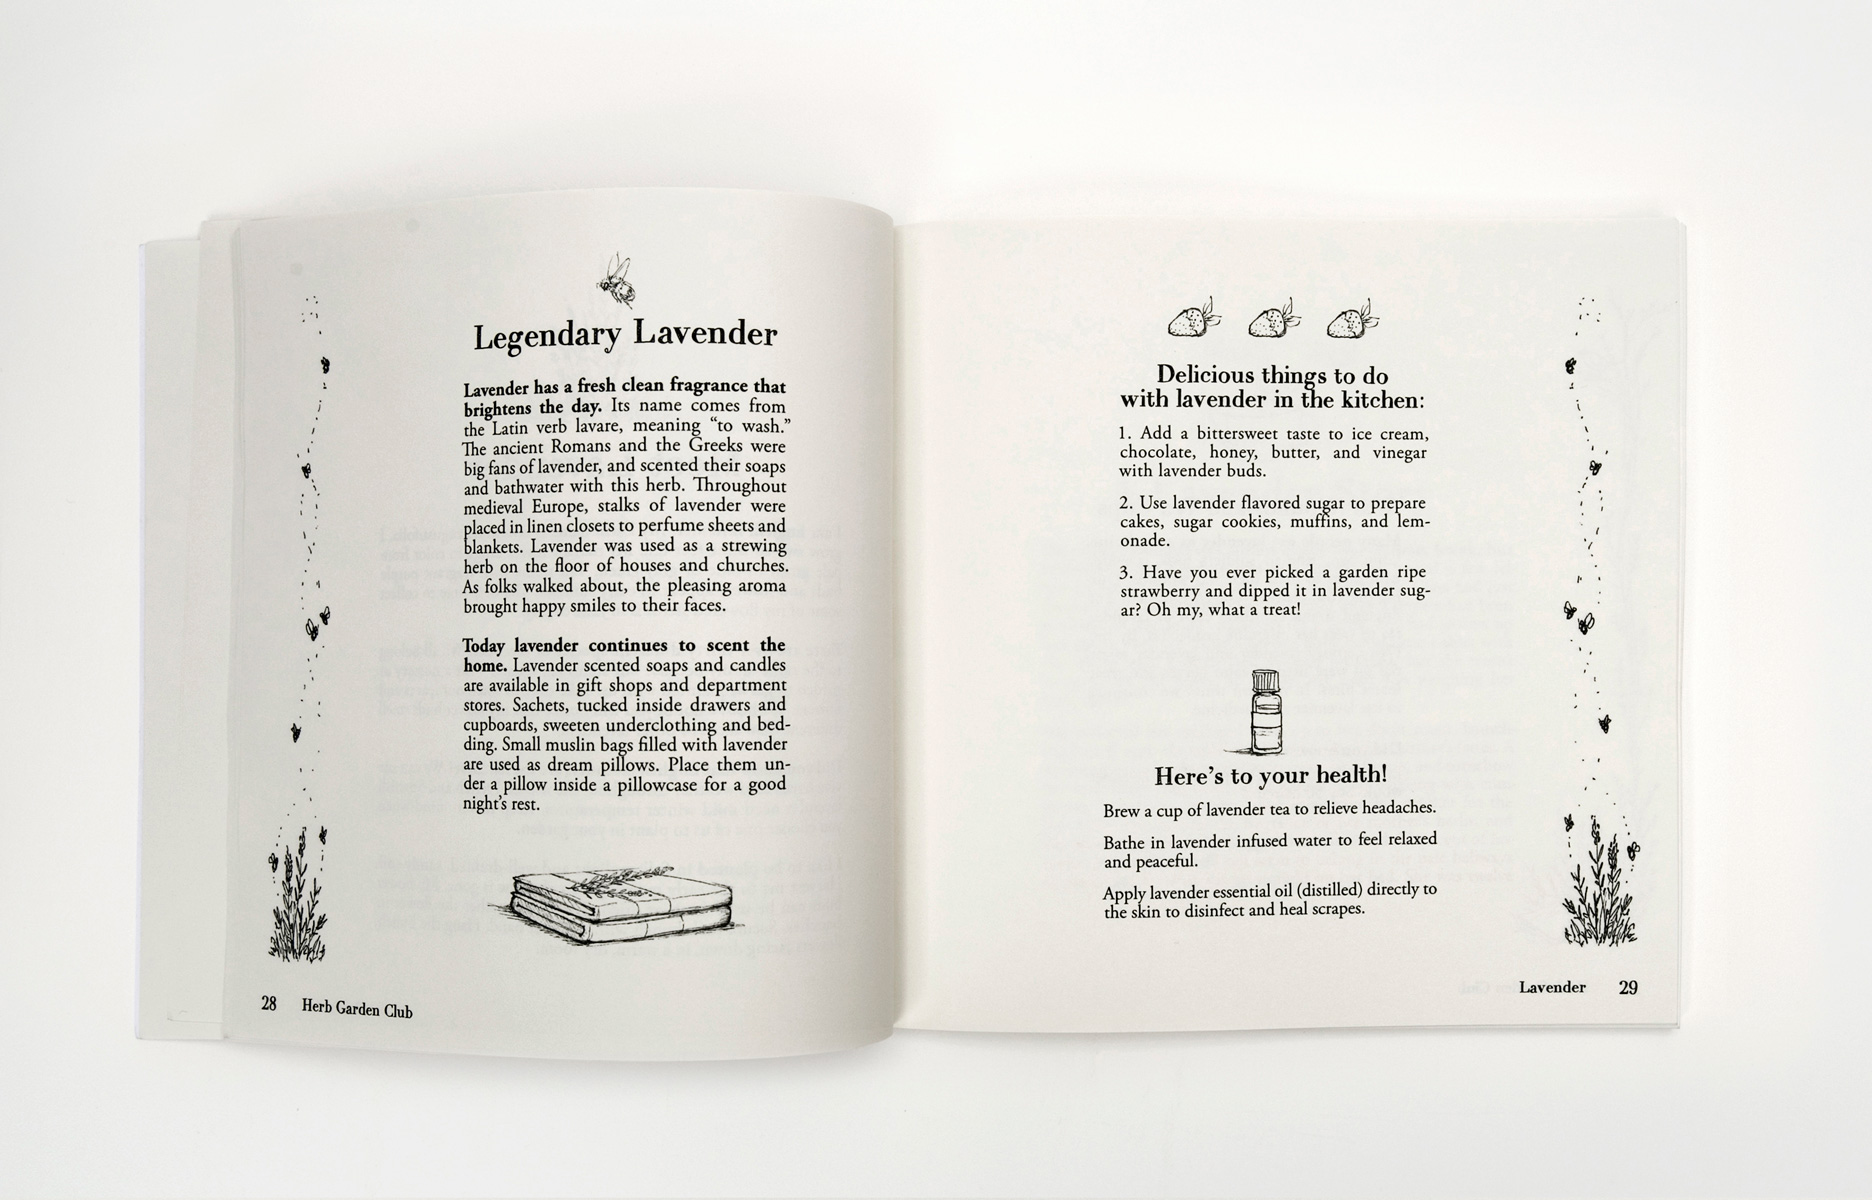 Legendary Lavender
Lavender has a fresh clean fragrance that
brightens the day. Its name comes from
the Latin verb lavare, meaning “to wash.”
The ancient Romans and the Greeks were
big fans of lavender, and scented their soaps
and bathwater with this herb. Throughout
medieval Europe, stalks of lavender were
placed in linen closets to perfume sheets and
blankets. Lavender was used as a strewing
herb on the floor of houses and churches.
As folks walked about, the pleasing aroma
brought happy smiles to their faces.
Today lavender continues to scent the
home. Lavender scented soaps and candles
are available in gift shops and department
stores. Sachets, tucked inside drawers and
cupboards, sweeten underclothing and bed-
ding. Small muslin bags filled with lavender
are used as dream pillows. Place them un-
der a pillow inside a pillowcase for a good
night’s rest.
28 Herb Garden Club
Delicious things to do
with lavender in the kitchen:
1. Add a bittersweet taste to ice cream,
chocolate, honey, butter, and vinegar
with lavender buds.
2. Use lavender flavored sugar to prepare
cakes, sugar cookies, muffins, and lem-
onade.
3. Have you ever picked a garden ripe
strawberry and dipped it in lavender sug-
ar? Oh my, what a treat!
Here’s to your health!
Brew a cup of lavender tea to relieve headaches.
Bathe in lavender infused water to feel relaxed
and peaceful.
Apply lavender essential oil (distilled) directly to
the skin to disinfect and heal scrapes.
Lavender 29